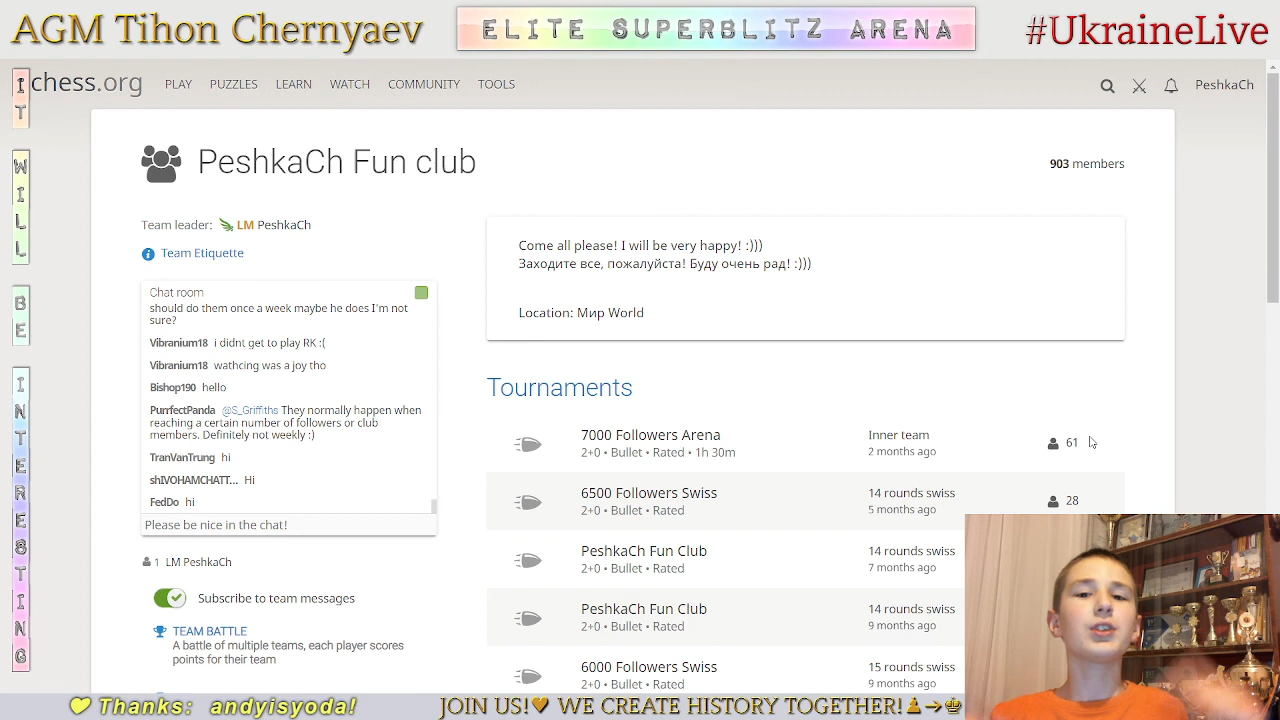 AGM Tihon Chernyaev
ELITE SUPERBLITZ ARENA
#UkraineLive
IT WILL BE INTERESTING
chess.org
PLAY PUZZLES LEARN WATCH COMMUNITY TOOLS
PeshkaCh
PeshkaCh Fun club
903 members
Team leader: LM PeshkaCh
Team Etiquette
Chat room
should do them once a week maybe he does I'm not
sure?
Vibranium18 i didnt get to play RK :(
Vibranium18 wathcing was a joy tho
Bishop190 hello
PurrfectPanda @S_Griffiths They normally happen when
reaching a certain number of followers or club
members. Definitely not weekly :)
TranVanTrung hi
shIVOHAMCHATT... Hi
FedDo hi
Please be nice in the chat!
1 LM PeshkaCh
Subscribe to team messages
TEAM BATTLE
A battle of multiple teams, each player scores
points for their team
Come all please! I will be very happy! :)))
Заходите все, пожалуйста! Буду очень рад! :)))
Location: Мир World
Tournaments
7000 Followers Arena Inner team 61
2+0 • Bullet • Rated • 1h 30m 2 months ago
6500 Followers Swiss 14 rounds swiss 28
2+0 • Bullet • Rated 5 months ago
PeshkaCh Fun Club 14 rounds swiss
2+0 • Bullet • Rated 7 months ago
PeshkaCh Fun Club 14 rounds swiss
2+0 • Bullet • Rated 9 months ago
6000 Followers Swiss 15 rounds swiss
2+0 • Bullet • Rated 9 months ago
Thanks: andyisyoda!
JOIN US! WE CREATE HISTORY TOGETHER!